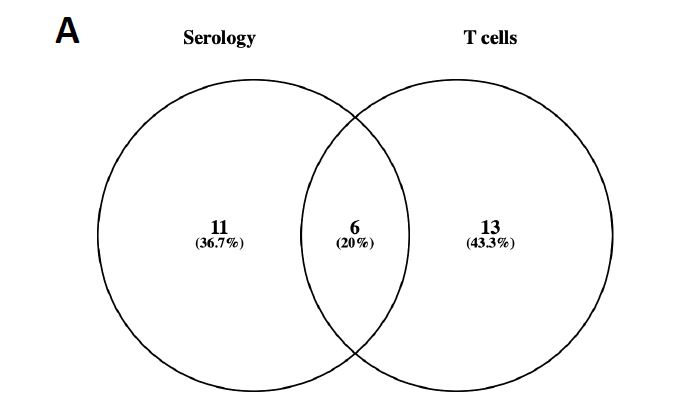 A
Serology
T cells
11
(36.7%)
6
(20%)
13
(43.3%)